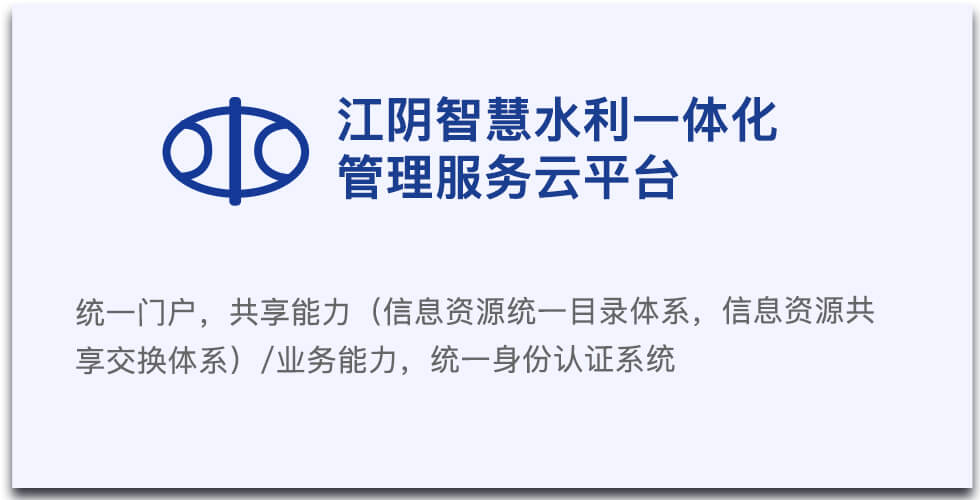 江阴智慧水利一体化
管理服务云平台
统一门户，共享能力（信息资源统一目录体系，信息资源共
享交换体系）/业务能力，统一身份认证系统